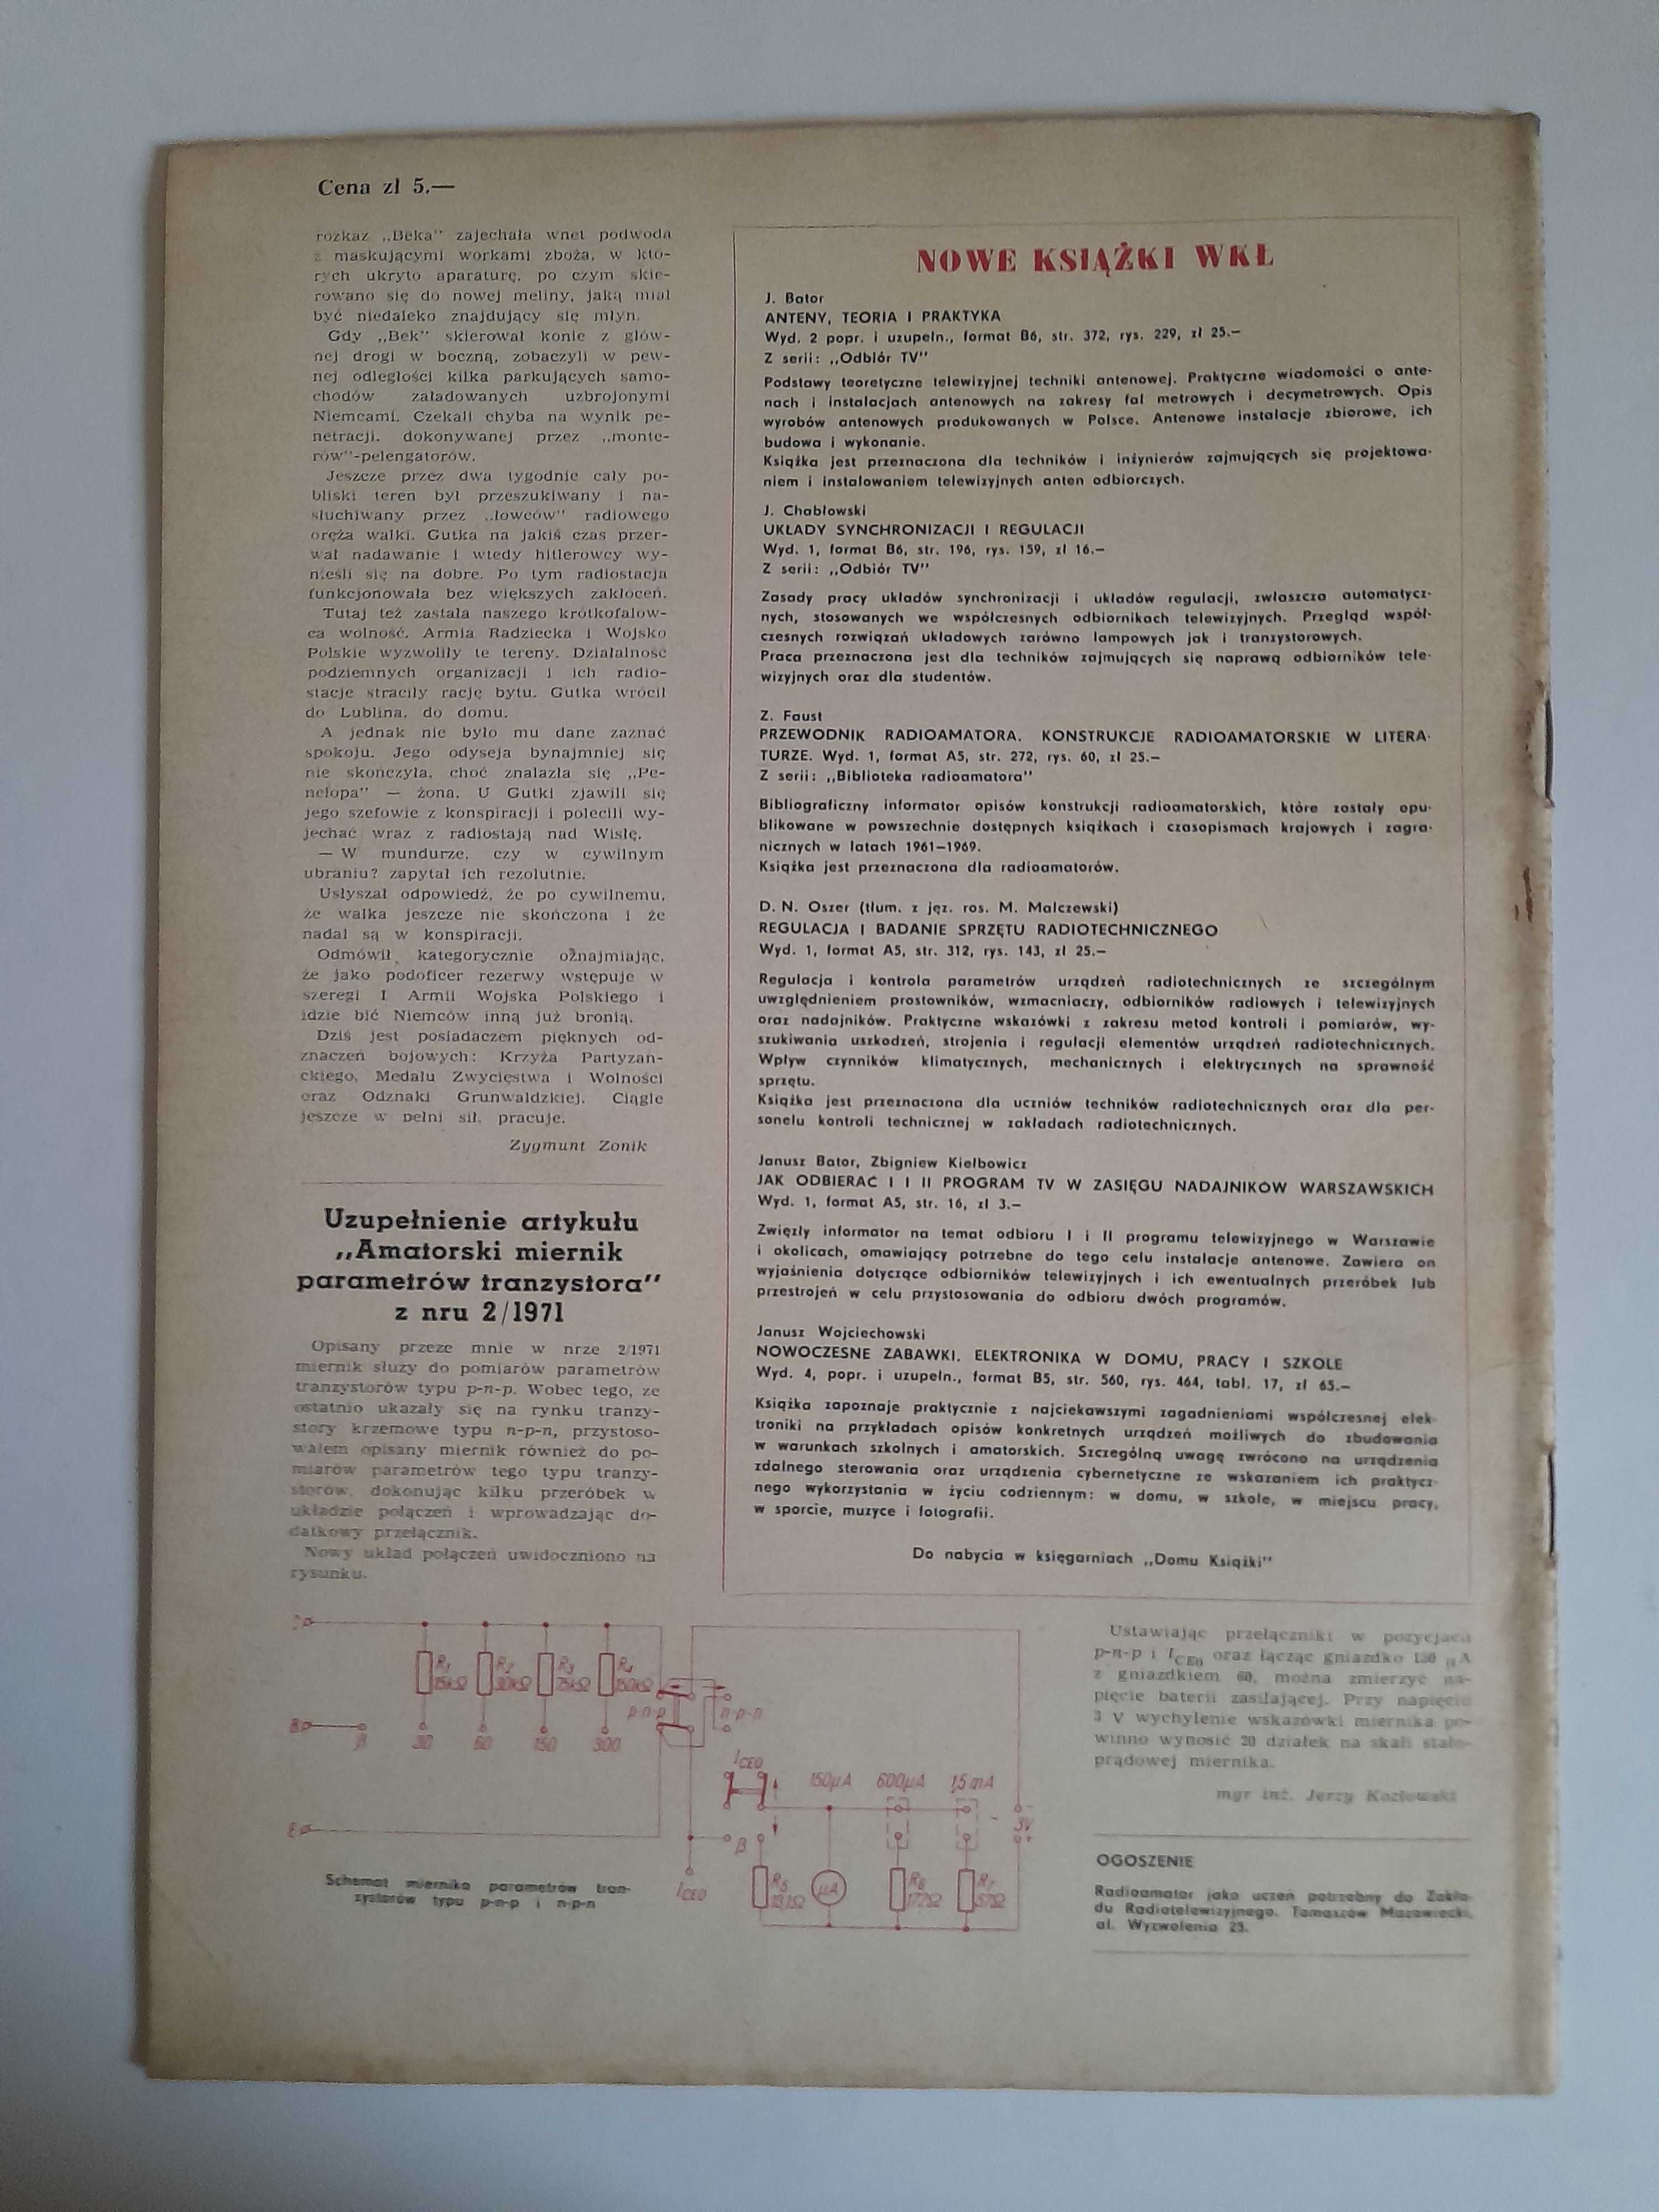 Cena zł 5.—
rozkaz „Beka" zajechała wnet podwoda
z maskującymi workami zboża, w któ-
rych ukryto aparaturę, po czym skie-
rowano się do nowej meliny, jaką miał
być niedaleko znajdujący się młyn.
Gdy „Bek" skierował konie z głów-
nej drogi w boczną, zobaczyli w pew-
nej odległości kilka parkujących samo-
chodów załadowanych uzbrojonymi
Niemcami. Czekali chyba na wynik pe-
netracji, dokonywanej przez „monte-
rów"-pelengatorów.
Jeszcze przez dwa tygodnie cały po-
bliski teren był przeszukiwany i na-
słuchiwany przez „łowców" radiowego
oręża walki. Gutka na jakiś czas przer-
wał nadawanie i wtedy hitlerowcy wy-
nieśli się na dobre. Po tym radiostacja
funkcjonowała bez większych zakłóceń.
Tutaj też zastała naszego krótkofalow-
ca wolność. Armia Radziecka i Wojsko
Polskie wyzwoliły te tereny. Działalność
podziemnych organizacji i ich radio-
stacje straciły rację bytu. Gutka wrócił
do Lublina, do domu.
A jednak nie było mu dane zaznać
spokoju. Jego odyseja bynajmniej się
nie skończyła, choć znalazła się „Pe-
nelopa" — żona. U Gutki zjawili się
jego szefowie z konspiracji i polecili wy-
jechać wraz z radiostają nad Wisłę.
— W mundurze, czy w cywilnym
ubraniu? zapytał ich rezolutnie.
Usłyszał odpowiedź, że po cywilnemu,
że walka jeszcze nie skończona i że
nadal są w konspiracji.
Odmówił kategorycznie oznajmiając,
że jako podoficer rezerwy wstępuje w
szeregi I Armii Wojska Polskiego i
idzie bić Niemców inną już bronią.
Dziś jest posiadaczem pięknych od-
znaczeń bojowych: Krzyża Partyzan-
ckiego, Medalu Zwycięstwa i Wolności
oraz Odznaki Grunwaldzkiej. Ciągle
jeszcze w pełni sił, pracuje.
Zygmunt Zonik
Uzupełnienie artykułu
„Amatorski miernik
parametrów tranzystora"
z nru 2/1971
Opisany przeze mnie w nrze 2/1971
miernik służy do pomiarów parametrów
tranzystorów typu p-n-p. Wobec tego, że
ostatnio ukazały się na rynku tranzy-
story krzemowe typu n-p-n, przystoso-
wałem opisany miernik również do po-
miarów parametrów tego typu tranzy-
storów, dokonując kilku przeróbek w
układzie połączeń i wprowadzając do-
datkowy przełącznik.
Nowy układ połączeń uwidoczniono na
rysunku.
NOWE KSIĄŻKI WKŁ
J. Bator
ANTENY, TEORIA I PRAKTYKA
Wyd. 2 popr. i uzupełn., format B6, str. 372, rys. 229, zł 25.—
Z serii: „Odbiór TV"
Podstawy teoretyczne telewizyjnej techniki antenowej. Praktyczne wiadomości o ante-
nach i instalacjach antenowych na zakresy fal metrowych i decymetrowych. Opis
wyrobów antenowych produkowanych w Polsce. Antenowe instalacje zbiorowe, ich
budowa i wykonanie.
Książka jest przeznaczona dla techników i inżynierów zajmujących się projektowa-
niem i instalowaniem telewizyjnych anten odbiorczych.
J. Chabłowski
UKŁADY SYNCHRONIZACJI I REGULACJI
Wyd. 1, format B6, str. 196, rys. 159, zł 16.—
Z serii: „Odbiór TV"
Zasady pracy układów synchronizacji i układów regulacji, zwłaszcza automatycz-
nych, stosowanych we współczesnych odbiornikach telewizyjnych. Przegląd współ-
czesnych rozwiązań układowych zarówno lampowych jak i tranzystorowych.
Praca przeznaczona jest dla techników zajmujących się naprawą odbiorników tele-
wizyjnych oraz dla studentów.
Z. Faust
PRZEWODNIK RADIOAMATORA. KONSTRUKCJE RADIOAMATORSKIE W LITERA-
TURZE. Wyd. 1, format A5, str. 272, rys. 60, zł 25.—
Z serii: „Biblioteka radioamatora"
Bibliograficzny informator opisów konstrukcji radioamatorskich, które zostały opu-
blikowane w powszechnie dostępnych książkach i czasopismach krajowych i zagra-
nicznych w latach 1961—1969.
Książka jest przeznaczona dla radioamatorów.
D. N. Oszer (tłum. z jęz. ros. M. Malczewski)
REGULACJA I BADANIE SPRZĘTU RADIOTECHNICZNEGO
Wyd. 1, format A5, str. 312, rys. 143, zł 25.—
Regulacja i kontrola parametrów urządzeń radiotechnicznych ze szczególnym
uwzględnieniem prostowników, wzmacniaczy, odbiorników radiowych i telewizyjnych
oraz nadajników. Praktyczne wskazówki z zakresu metod kontroli i pomiarów, wy-
szukiwania uszkodzeń, strojenia i regulacji elementów urządzeń radiotechnicznych.
Wpływ czynników klimatycznych, mechanicznych i elektrycznych na sprawność
sprzętu.
Książka jest przeznaczona dla uczniów techników radiotechnicznych oraz dla per-
sonelu kontroli technicznej w zakładach radiotechnicznych.
Janusz Bator, Zbigniew Kiełbowicz
JAK ODBIERAĆ I I II PROGRAM TV W ZASIĘGU NADAJNIKÓW WARSZAWSKICH
Wyd. 1, format A5, str. 16, zł 3.—
Zwięzły informator na temat odbioru I i II programu telewizyjnego w Warszawie
i okolicach, omawiający potrzebne do tego celu instalacje antenowe. Zawiera on
wyjaśnienia dotyczące odbiorników telewizyjnych i ich ewentualnych przeróbek lub
przestrojeń w celu przystosowania do odbioru dwóch programów.
Janusz Wojciechowski
NOWOCZESNE ZABAWKI. ELEKTRONIKA W DOMU, PRACY I SZKOLE
Wyd. 4, popr. i uzupełn., format B5, str. 560, rys. 464, tabl. 17, zł 65.—
Książka zapoznaje praktycznie z najciekawszymi zagadnieniami współczesnej elek-
troniki na przykładach opisów konkretnych urządzeń możliwych do zbudowania
w warunkach szkolnych i amatorskich. Szczególną uwagę zwrócono na urządzenia
zdalnego sterowania oraz urządzenia cybernetyczne ze wskazaniem ich praktycz-
nego wykorzystania w życiu codziennym: w domu, w szkole, w miejscu pracy,
w sporcie, muzyce i fotografii.
Do nabycia w księgarniach „Domu Książki"
R1 R2 R3 R4
15kΩ 30kΩ 75kΩ 150kΩ
p-n-p n-p-n
B β 30 60 150 300
ICEO 150μA 600μA 1,5mA
E
3V
β
ICEO R5 μA R6 R7
Schemat miernika parametrów tran-
zystorów typu p-n-p i n-p-n
Ustawiając przełączniki w pozycjach
p-n-p i ICEO oraz łącząc gniazdko 150 μA
z gniazdkiem 60, można zmierzyć na-
pięcie baterii zasilającej. Przy napięciu
3 V wychylenie wskazówki miernika po-
winno wynosić 20 działek na skali stało-
prądowej miernika.
mgr inż. Jerzy Kozłowski
OGOSZENIE
Radioamator jako uczeń potrzebny do Zakła-
du Radiotelewizyjnego. Tomaszów Mazowiecki,
ul. Wyzwolenia 25.